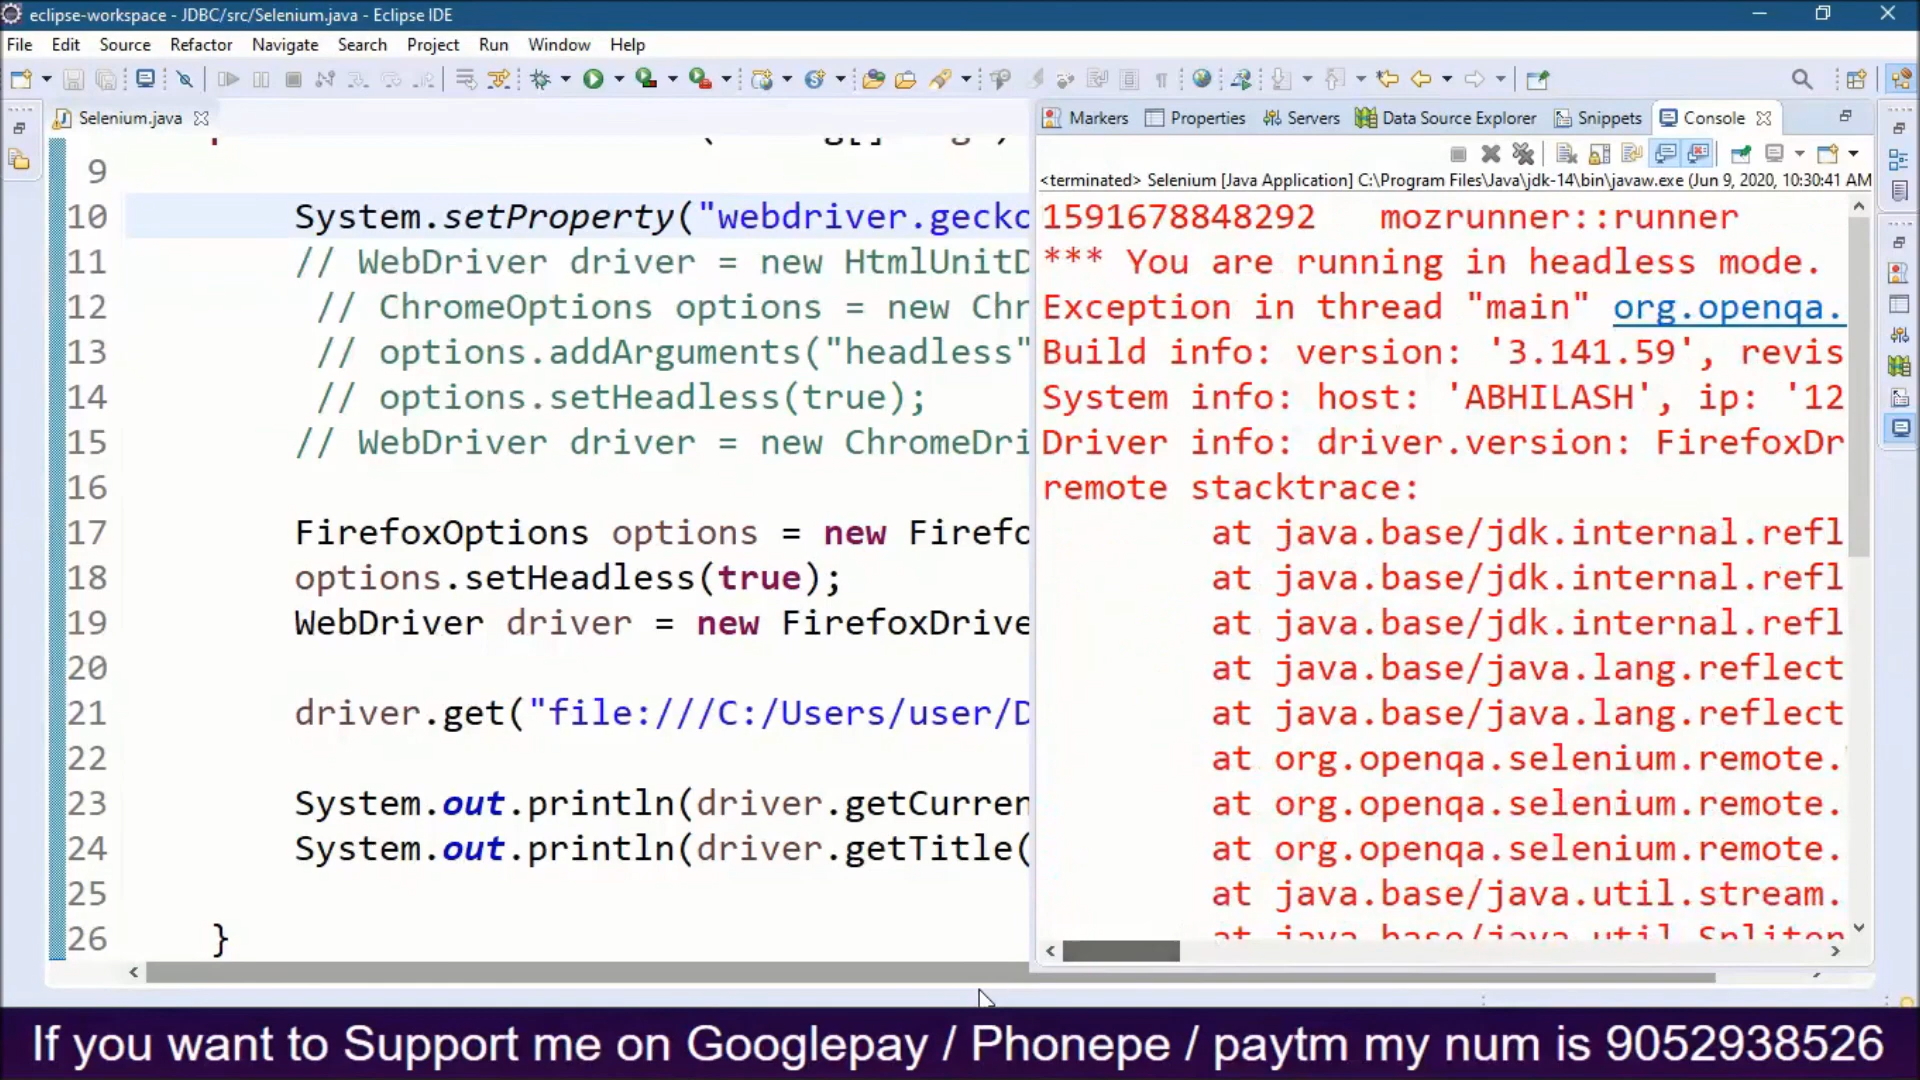 eclipse-workspace - JDBC/src/Selenium.java - Eclipse IDE
File Edit Source Refactor Navigate Search Project Run Window Help
Selenium.java
9
10 System.setProperty("webdriver.gecko
11 // WebDriver driver = new HtmlUnitD
12 // ChromeOptions options = new Chr
13 // options.addArguments("headless"
14 // options.setHeadless(true);
15 // WebDriver driver = new ChromeDri
16
17 FirefoxOptions options = new Firefo
18 options.setHeadless(true);
19 WebDriver driver = new FirefoxDrive
20
21 driver.get("file:///C:/Users/user/D
22
23 System.out.println(driver.getCurren
24 System.out.println(driver.getTitle(
25
26 }
Markers Properties Servers Data Source Explorer Snippets Console
<terminated> Selenium [Java Application] C:\Program Files\Java\jdk-14\bin\javaw.exe (Jun 9, 2020, 10:30:41 AM
1591678848292 mozrunner::runner
*** You are running in headless mode.
Exception in thread "main" org.openqa.
Build info: version: '3.141.59', revis
System info: host: 'ABHILASH', ip: '12
Driver info: driver.version: FirefoxDr
remote stacktrace:
at java.base/jdk.internal.refl
at java.base/jdk.internal.refl
at java.base/jdk.internal.refl
at java.base/java.lang.reflect
at java.base/java.lang.reflect
at org.openqa.selenium.remote.
at org.openqa.selenium.remote.
at org.openqa.selenium.remote.
at java.base/java.util.stream.
at java.base/java.util.Spliter
If you want to Support me on Googlepay / Phonepe / paytm my num is 9052938526